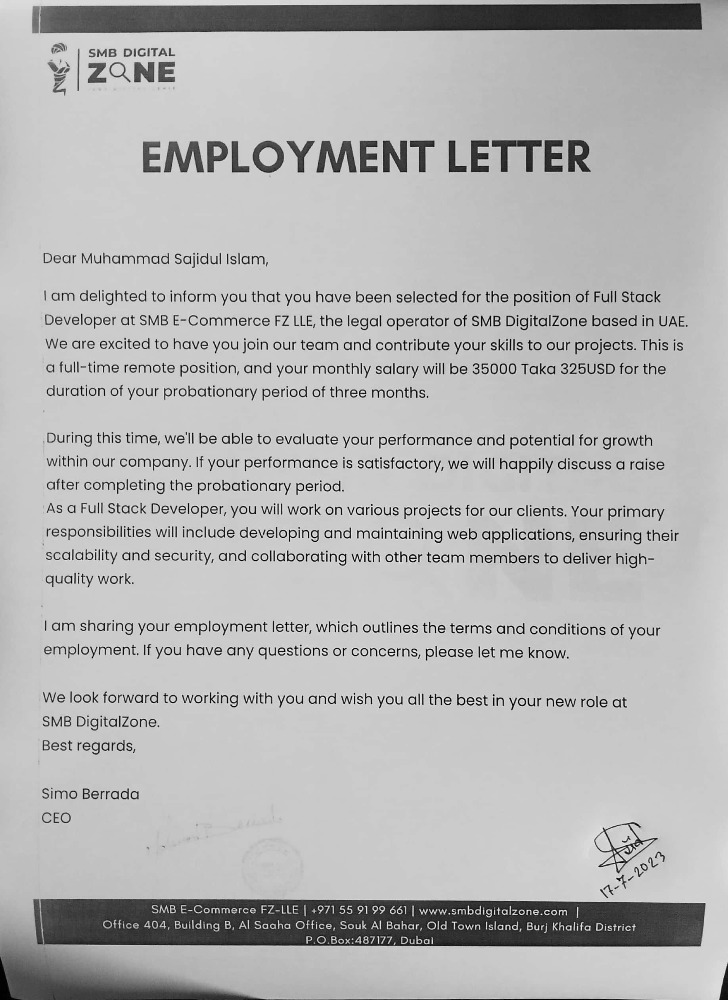 SMB DIGITAL
ZONE
EMPLOYMENT LETTER
Dear Muhammad Sajidul Islam,
I am delighted to inform you that you have been selected for the position of Full Stack
Developer at SMB E-Commerce FZ LLE, the legal operator of SMB DigitalZone based in UAE.
We are excited to have you join our team and contribute your skills to our projects. This is
a full-time remote position, and your monthly salary will be 35000 Taka 325USD for the
duration of your probationary period of three months.
During this time, we'll be able to evaluate your performance and potential for growth
within our company. If your performance is satisfactory, we will happily discuss a raise
after completing the probationary period.
As a Full Stack Developer, you will work on various projects for our clients. Your primary
responsibilities will include developing and maintaining web applications, ensuring their
scalability and security, and collaborating with other team members to deliver high-
quality work.
I am sharing your employment letter, which outlines the terms and conditions of your
employment. If you have any questions or concerns, please let me know.
We look forward to working with you and wish you all the best in your new role at
SMB DigitalZone.
Best regards,
Simo Berrada
CEO
17-7-2023
SMB E-Commerce FZ-LLE | +971 55 91 99 661 | www.smbdigitalzone.com |
Office 404, Building B, Al Saaha Office, Souk Al Bahar, Old Town Island, Burj Khalifa District
P.O.Box:487177, Dubai